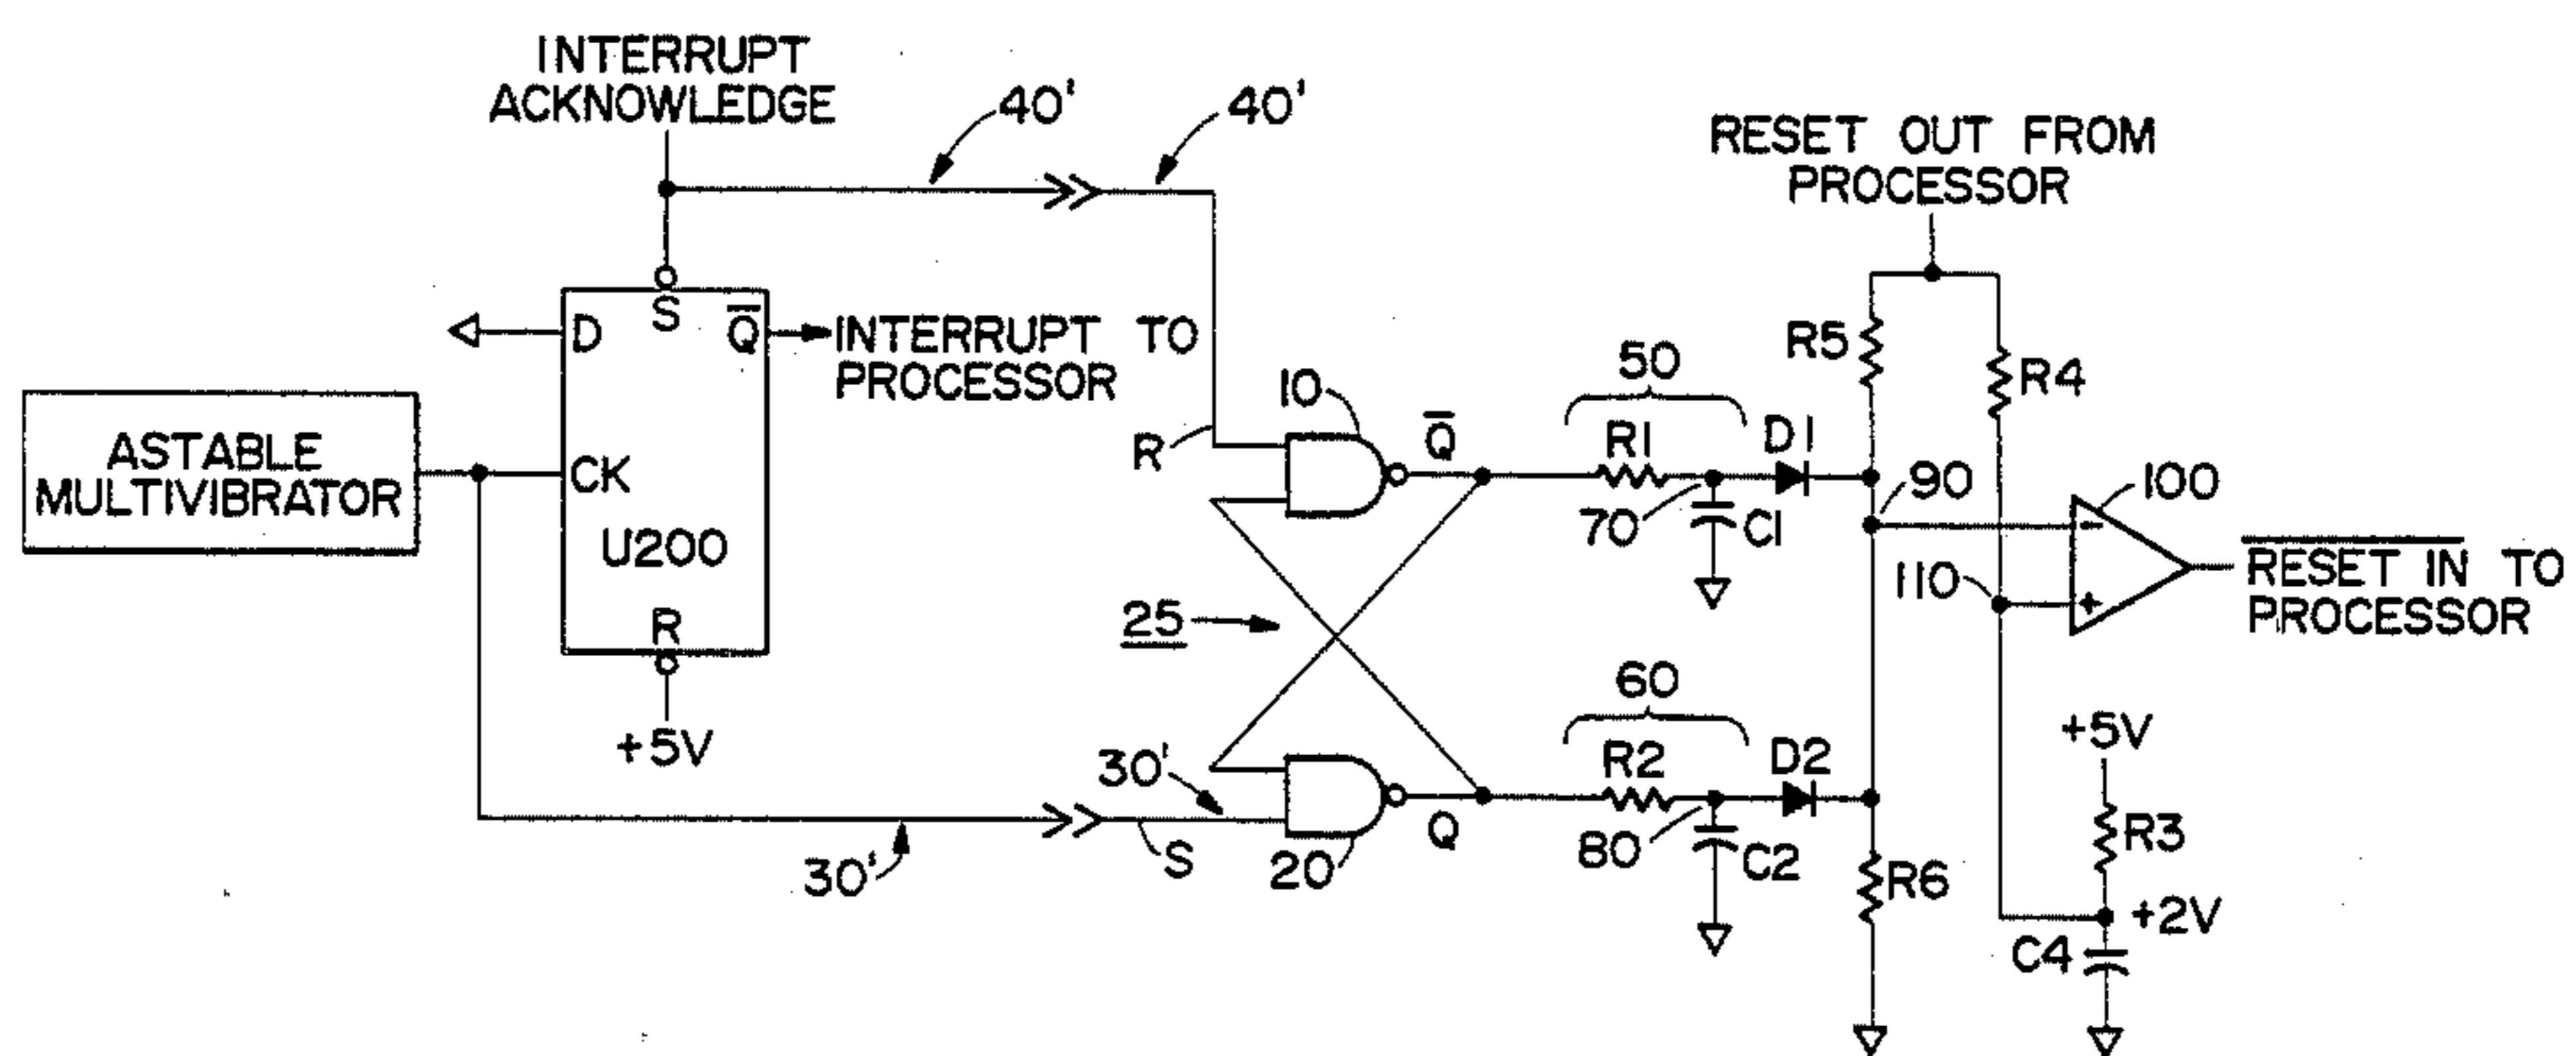 INTERRUPT
ACKNOWLEDGE
40'
40'
RESET OUT FROM
PROCESSOR
D
S
Q̅
INTERRUPT TO
PROCESSOR
ASTABLE
MULTIVIBRATOR
CK
U200
R
+5V
30'
R
10
Q̅
50
R1
D1
70
C1
R5
R4
90
100
-
+
110
R̅E̅S̅E̅T̅ I̅N̅ TO
PROCESSOR
25
30'
S
20
Q
60
R2
D2
80
C2
R6
+5V
R3
+2V
C4